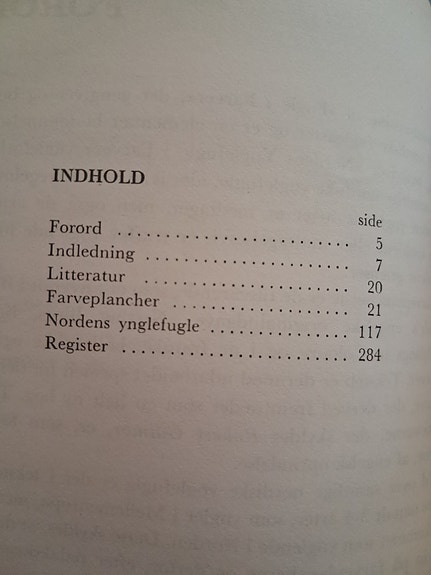 INDHOLD
side
Forord ........................... 5
Indledning ........................ 7
Litteratur ........................ 20
Farveplancher ................... 21
Nordens ynglefugle ............... 117
Register ......................... 284